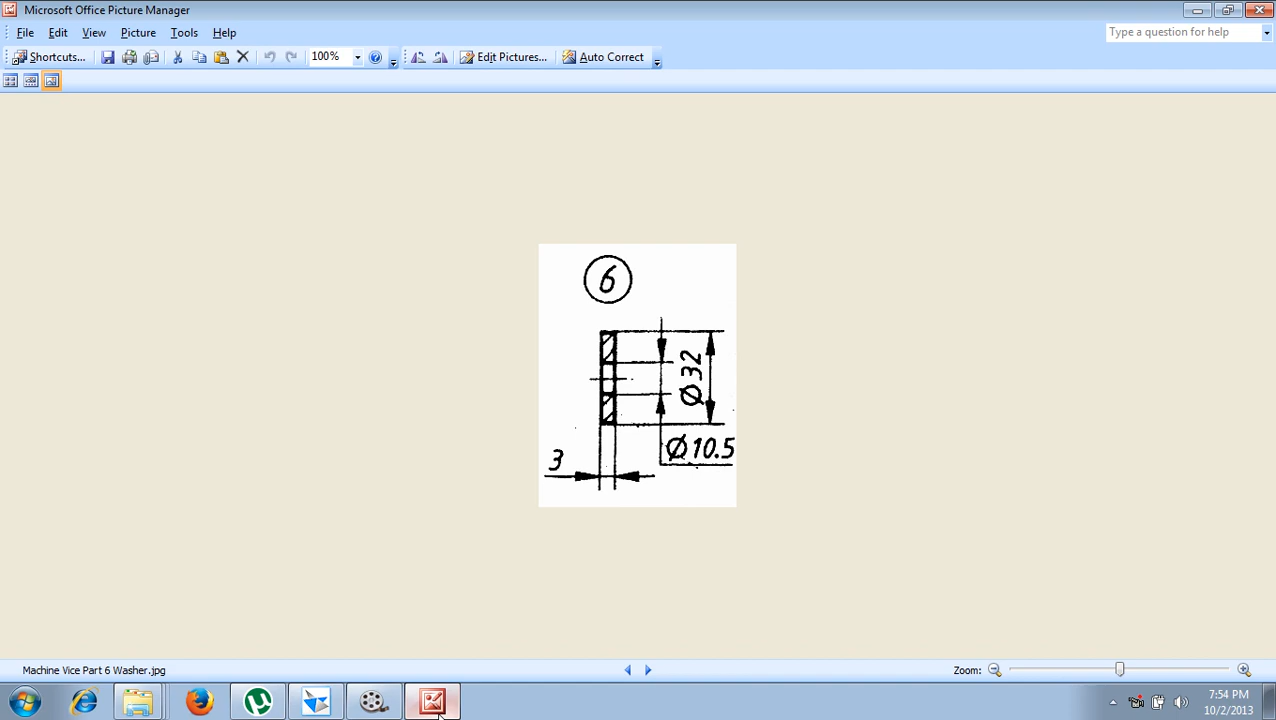 Microsoft Office Picture Manager
File Edit View Picture Tools Help
Type a question for help
Shortcuts... 100% Edit Pictures... Auto Correct
6
Ø32
Ø10.5
3
Machine Vice Part 6 Washer.jpg
Zoom:
7:54 PM
10/2/2013